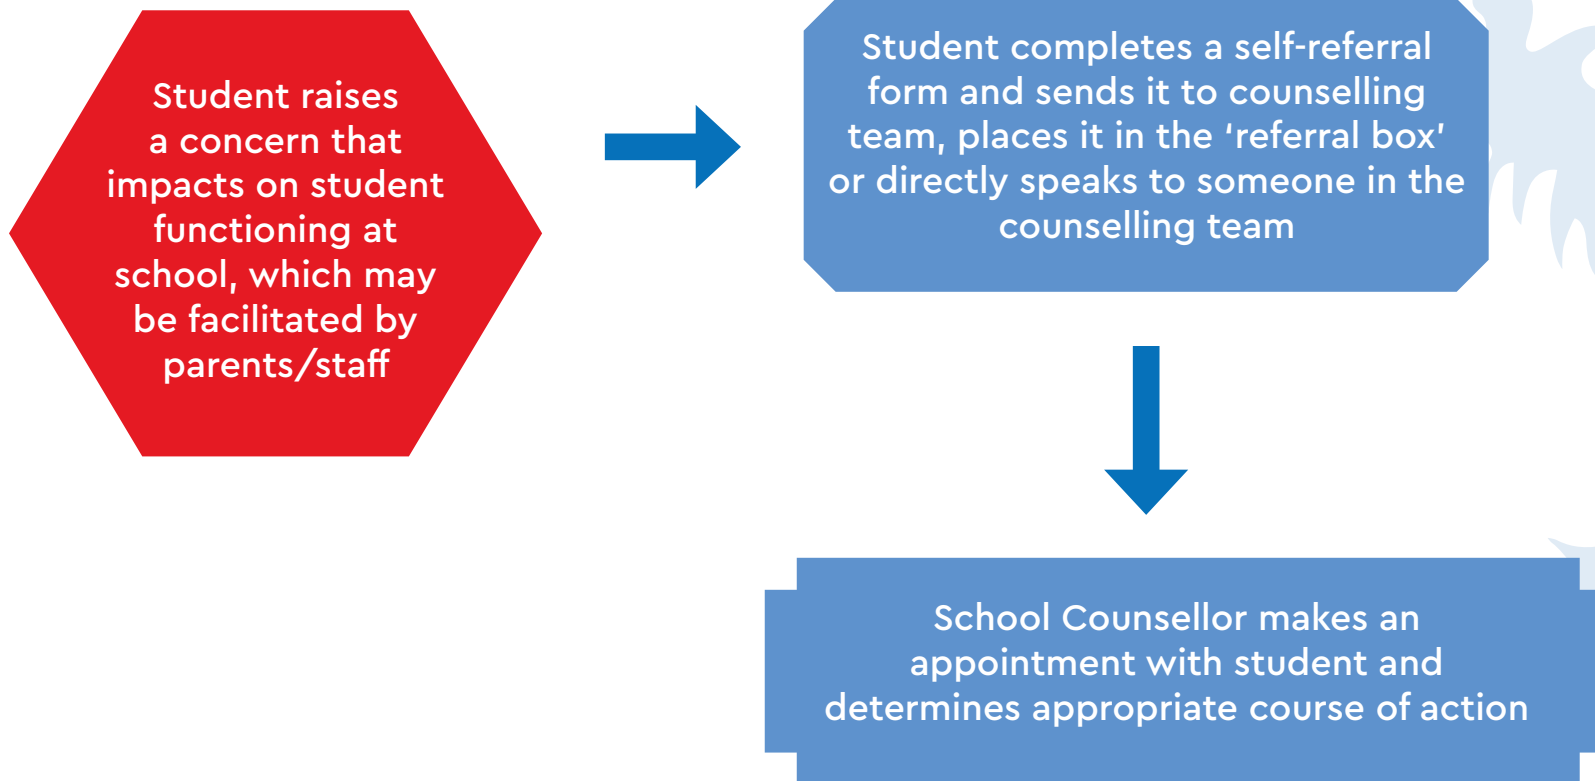 Student raises
a concern that
impacts on student
functioning at
school, which may
be facilitated by
parents/staff
Student completes a self-referral
form and sends it to counselling
team, places it in the ‘referral box’
or directly speaks to someone in the
counselling team
School Counsellor makes an
appointment with student and
determines appropriate course of action